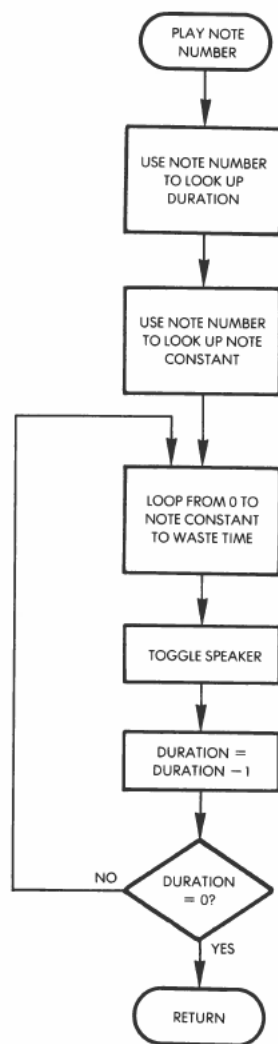 PLAY NOTE
NUMBER
USE NOTE NUMBER
TO LOOK UP
DURATION
USE NOTE NUMBER
TO LOOK UP NOTE
CONSTANT
LOOP FROM 0 TO
NOTE CONSTANT
TO WASTE TIME
TOGGLE SPEAKER
DURATION =
DURATION −1
DURATION
= 0?
NO
YES
RETURN